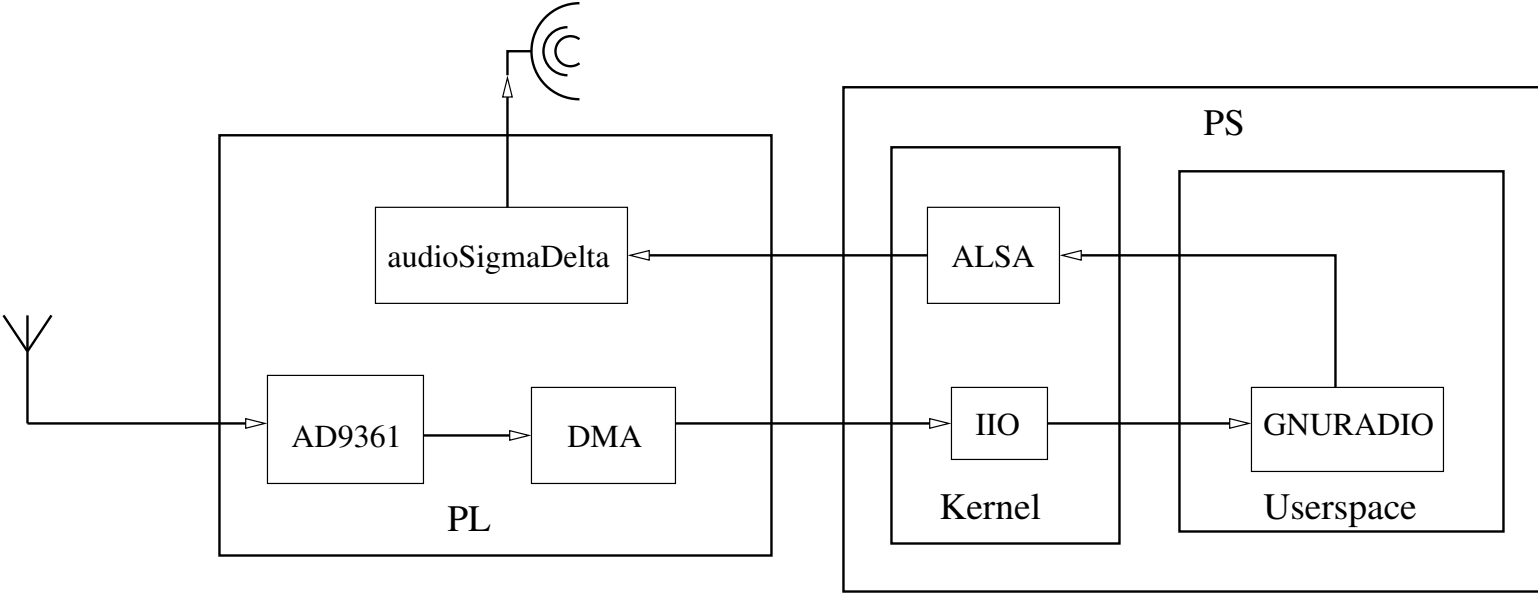 PS
audioSigmaDelta
ALSA
AD9361
DMA
IIO
GNURADIO
PL
Kernel
Userspace